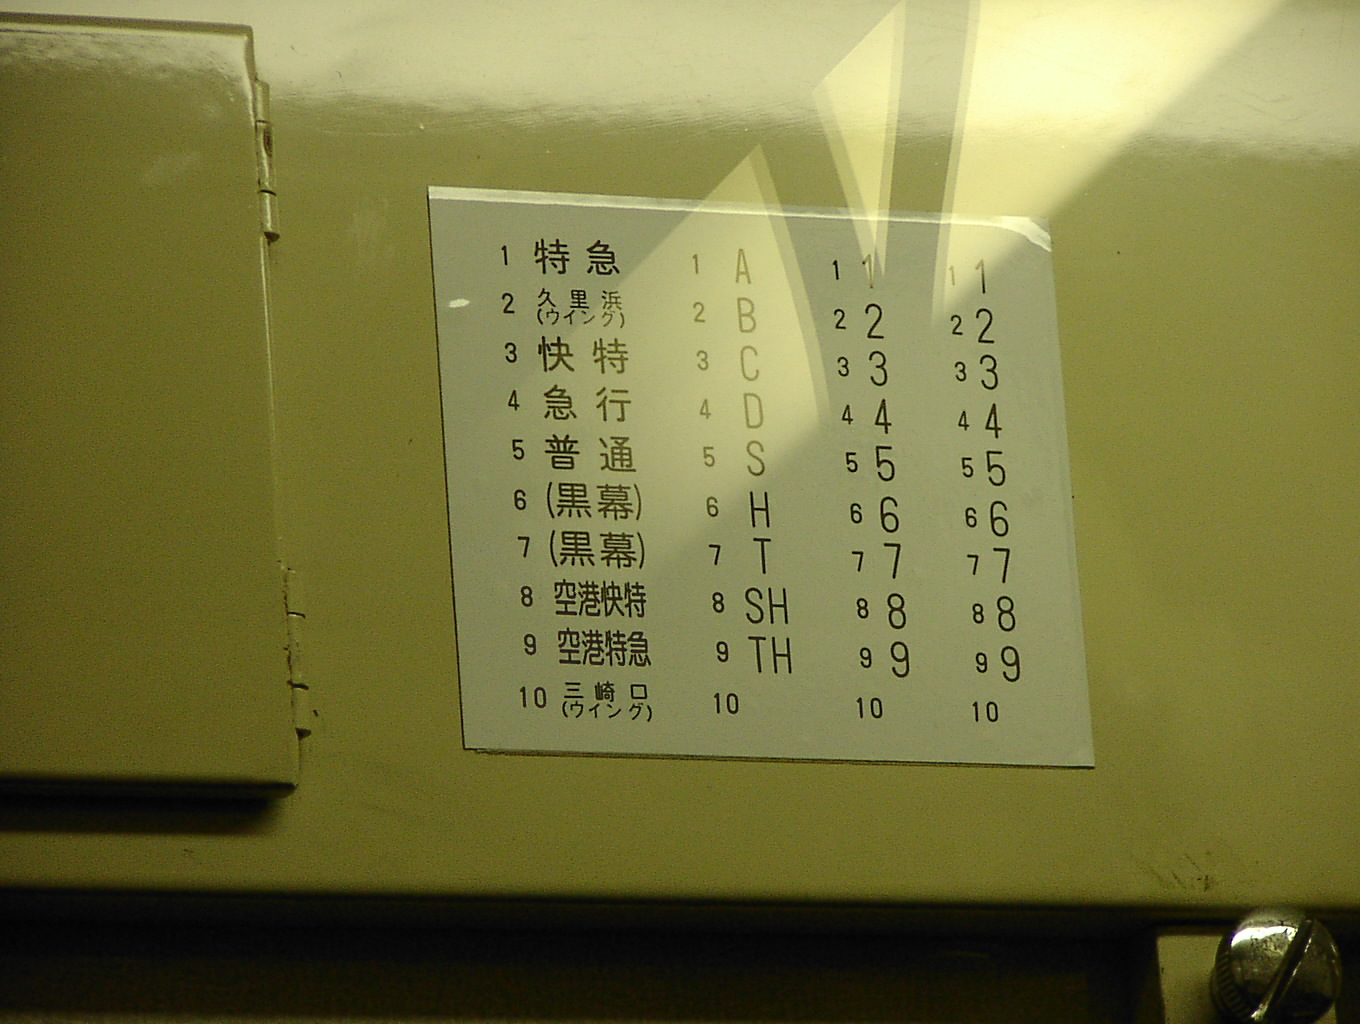 1 特急 1 A 1 1 1 1
2 久里浜 (ウイング) 2 B 2 2 2 2
3 快特 3 C 3 3 3 3
4 急行 4 D 4 4 4 4
5 普通 5 S 5 5 5 5
6 (黒幕) 6 H 6 6 6 6
7 (黒幕) 7 T 7 7 7 7
8 空港快特 8 SH 8 8 8 8
9 空港特急 9 TH 9 9 9 9
10 三崎口 (ウイング) 10 10 10